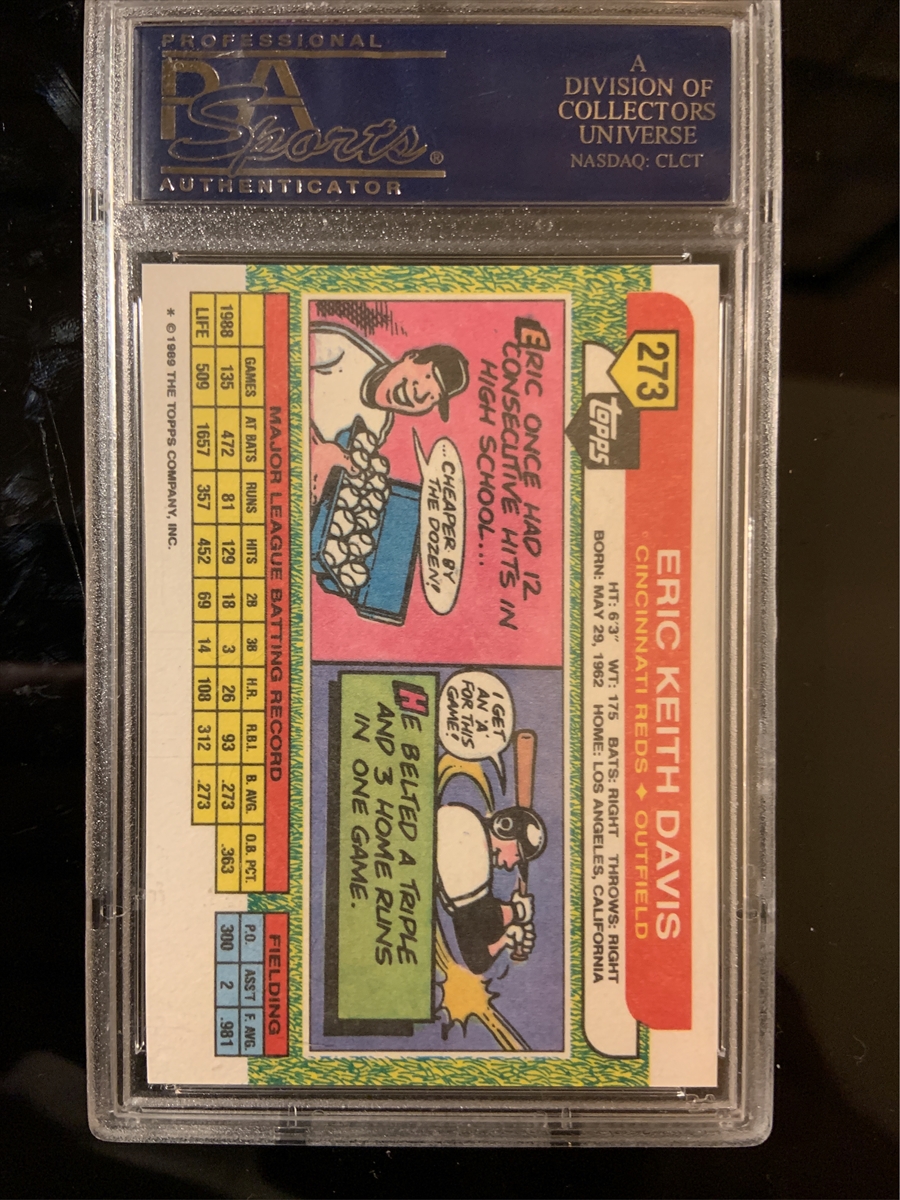 PROFESSIONAL
PSA
Sports®
AUTHENTICATOR
A
DIVISION OF
COLLECTORS
UNIVERSE
NASDAQ: CLCT
273
topps
ERIC KEITH DAVIS
CINCINNATI REDS ♦ OUTFIELD
HT: 6'3" WT: 175 BATS: RIGHT THROWS: RIGHT
BORN: MAY 29, 1962 HOME: LOS ANGELES, CALIFORNIA
ERIC ONCE HAD 12
CONSECUTIVE HITS IN
HIGH SCHOOL...
...CHEAPER BY
THE DOZEN!
I GET
AN 'A'
FOR THIS
GAME!
HE BELTED A TRIPLE
AND 3 HOME RUNS
IN ONE GAME.
MAJOR LEAGUE BATTING RECORD FIELDING
GAMES AT BATS RUNS HITS 2B 3B H.R. R.B.I. B. AVG. O.B. PCT. P.O. ASS'T F. AVG.
1988 135 472 81 129 18 3 26 93 .273 .363 300 2 .981
LIFE 509 1657 357 452 69 14 108 312 .273
* © 1989 THE TOPPS COMPANY, INC.